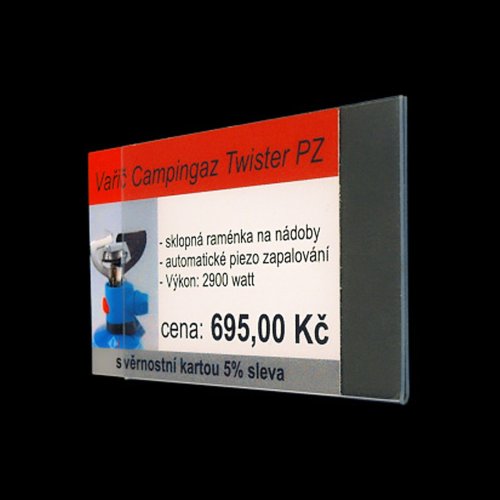 Vařič Campingaz Twister PZ
- sklopná raménka na nádoby
- automatické piezo zapalování
- Výkon: 2900 watt
cena: 695,00 Kč
s věrnostní kartou 5% sleva